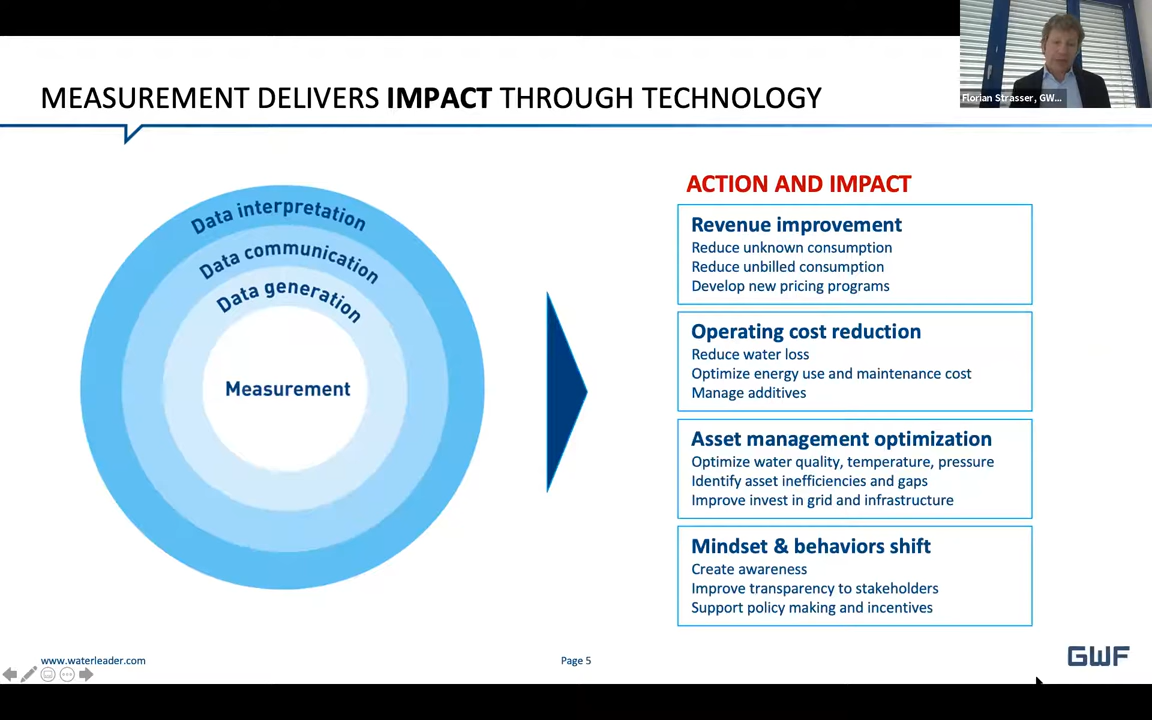 Florian Strasser, GW...
MEASUREMENT DELIVERS IMPACT THROUGH TECHNOLOGY
Data interpretation
Data communication
Data generation
Measurement
ACTION AND IMPACT
Revenue improvement
Reduce unknown consumption
Reduce unbilled consumption
Develop new pricing programs
Operating cost reduction
Reduce water loss
Optimize energy use and maintenance cost
Manage additives
Asset management optimization
Optimize water quality, temperature, pressure
Identify asset inefficiencies and gaps
Improve invest in grid and infrastructure
Mindset & behaviors shift
Create awareness
Improve transparency to stakeholders
Support policy making and incentives
www.waterleader.com
Page 5
GWF